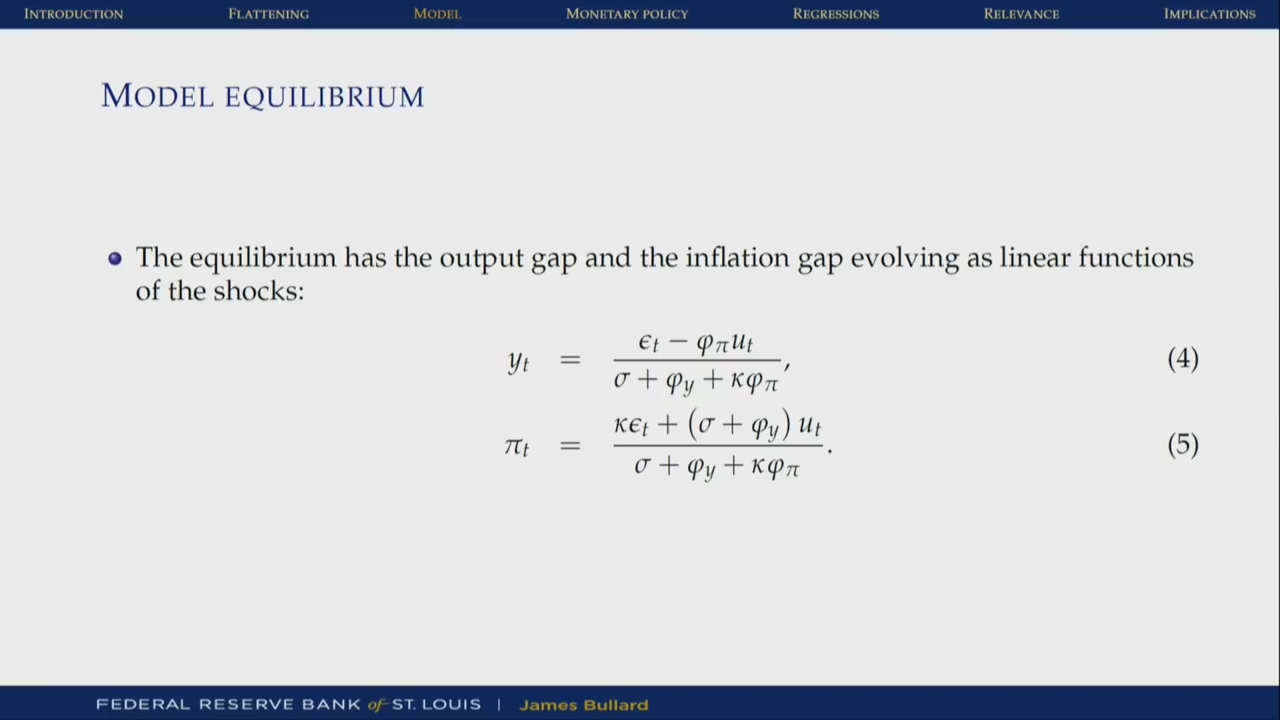 INTRODUCTION FLATTENING MODEL MONETARY POLICY REGRESSIONS RELEVANCE IMPLICATIONS
MODEL EQUILIBRIUM
The equilibrium has the output gap and the inflation gap evolving as linear functions
of the shocks:
y_t = (ϵ_t − φ_π u_t) / (σ + φ_y + κφ_π), (4)
π_t = (κϵ_t + (σ + φ_y) u_t) / (σ + φ_y + κφ_π). (5)
FEDERAL RESERVE BANK of ST. LOUIS | James Bullard